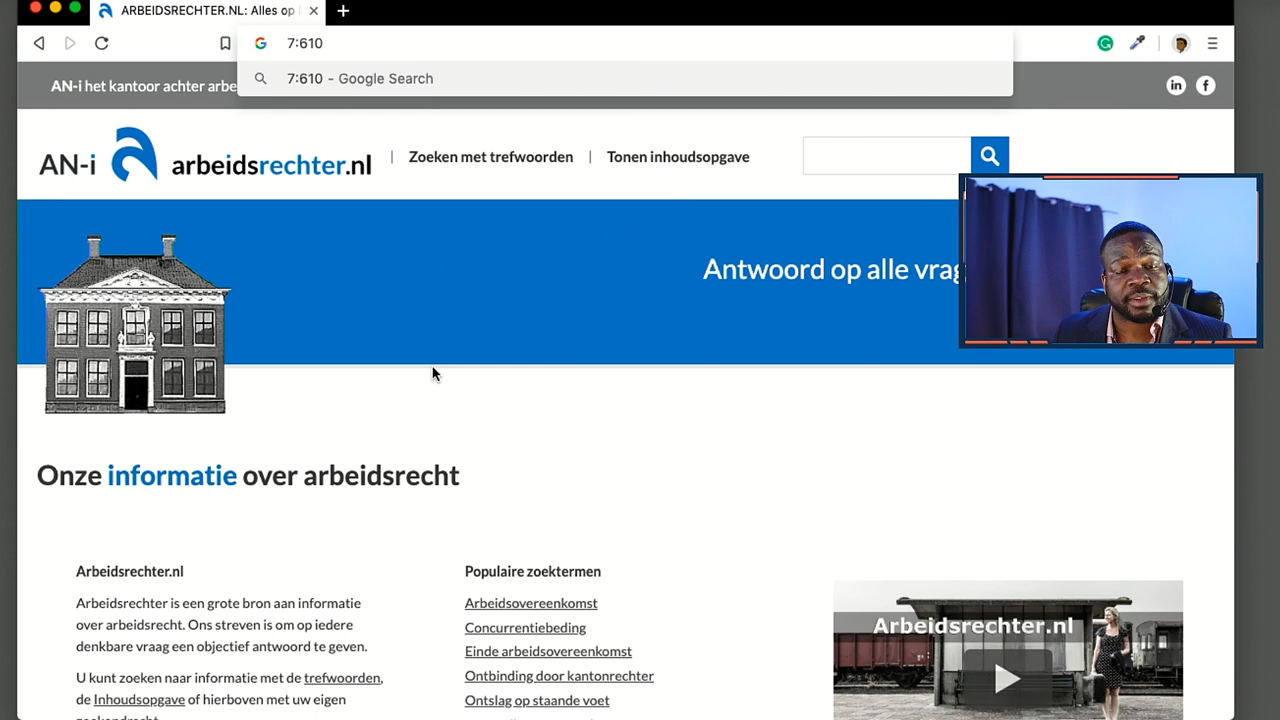 ARBEIDSRECHTER.NL: Alles op
7:610
7:610 - Google Search
AN-i het kantoor achter arbe
AN-i arbeidsrechter.nl
Zoeken met trefwoorden
Tonen inhoudsopgave
Antwoord op alle vrag
Onze informatie over arbeidsrecht
Arbeidsrechter.nl
Arbeidsrechter is een grote bron aan informatie
over arbeidsrecht. Ons streven is om op iedere
denkbare vraag een objectief antwoord te geven.
U kunt zoeken naar informatie met de trefwoorden,
de Inhoudsopgave of hierboven met uw eigen
Populaire zoektermen
Arbeidsovereenkomst
Concurrentiebeding
Einde arbeidsovereenkomst
Ontbinding door kantonrechter
Ontslag op staande voet
Arbeidsrechter.nl